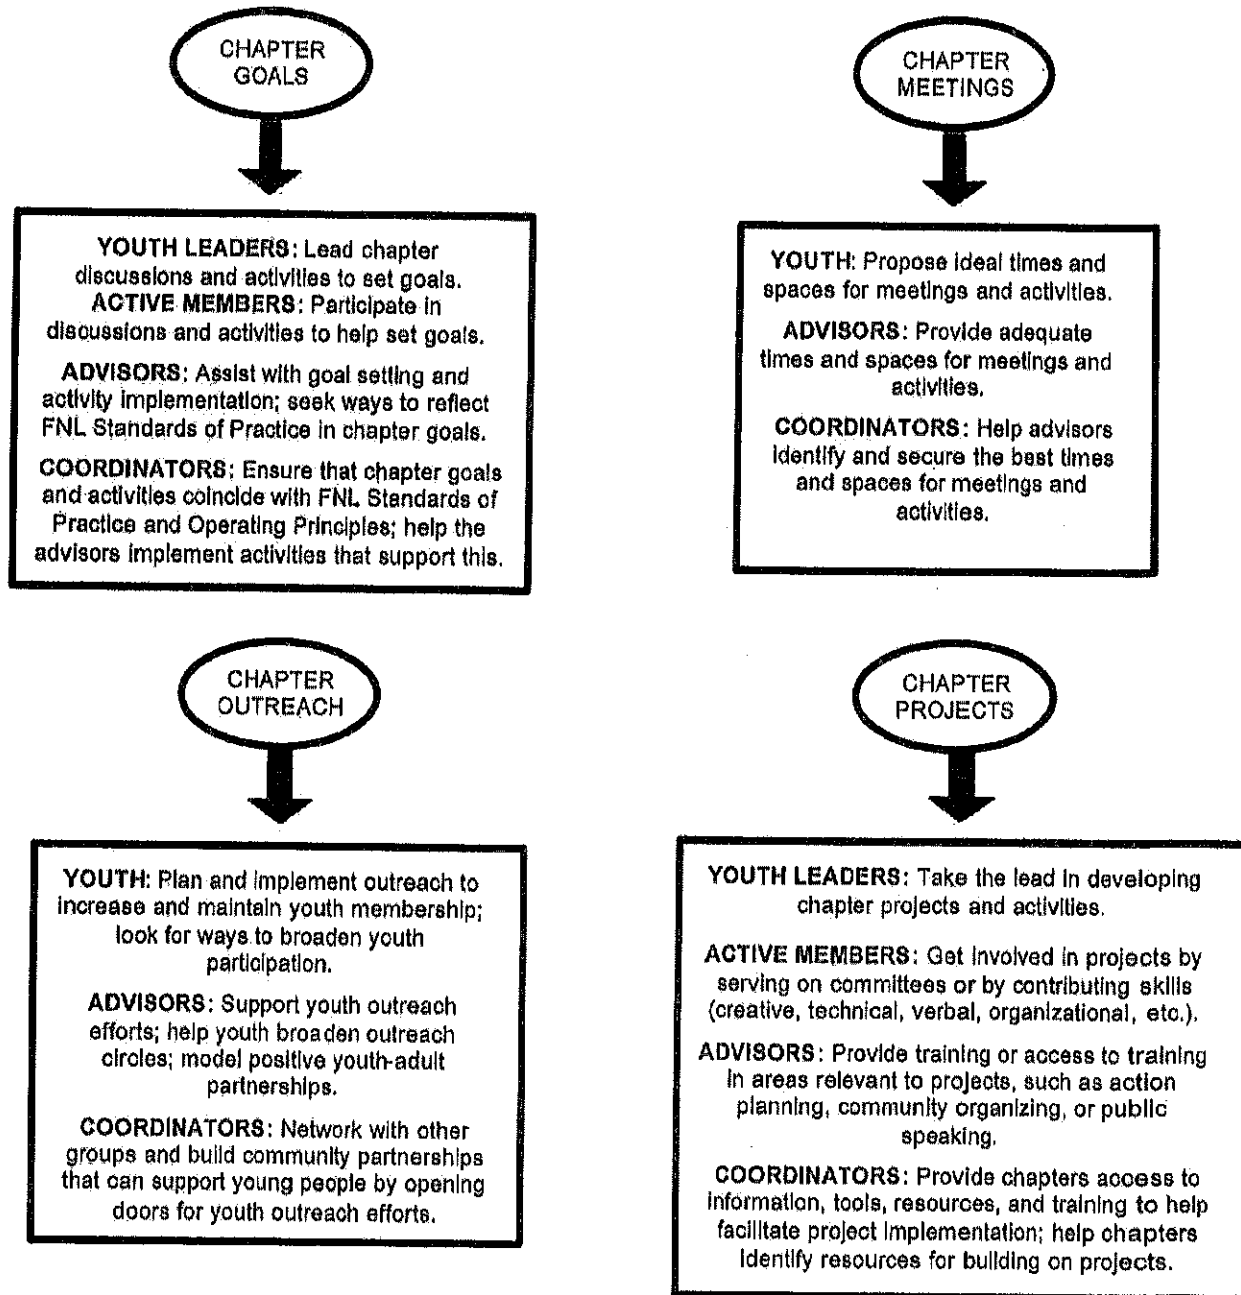 CHAPTER
GOALS
YOUTH LEADERS: Lead chapter
discussions and activities to set goals.
ACTIVE MEMBERS: Participate in
discussions and activities to help set goals.
ADVISORS: Assist with goal setting and
activity implementation; seek ways to reflect
FNL Standards of Practice in chapter goals.
COORDINATORS: Ensure that chapter goals
and activities coincide with FNL Standards of
Practice and Operating Principles; help the
advisors implement activities that support this.
CHAPTER
MEETINGS
YOUTH: Propose ideal times and
spaces for meetings and activities.
ADVISORS: Provide adequate
times and spaces for meetings and
activities.
COORDINATORS: Help advisors
identify and secure the best times
and spaces for meetings and
activities.
CHAPTER
OUTREACH
YOUTH: Plan and implement outreach to
increase and maintain youth membership;
look for ways to broaden youth
participation.
ADVISORS: Support youth outreach
efforts; help youth broaden outreach
circles; model positive youth-adult
partnerships.
COORDINATORS: Network with other
groups and build community partnerships
that can support young people by opening
doors for youth outreach efforts.
CHAPTER
PROJECTS
YOUTH LEADERS: Take the lead in developing
chapter projects and activities.
ACTIVE MEMBERS: Get involved in projects by
serving on committees or by contributing skills
(creative, technical, verbal, organizational, etc.).
ADVISORS: Provide training or access to training
in areas relevant to projects, such as action
planning, community organizing, or public
speaking.
COORDINATORS: Provide chapters access to
information, tools, resources, and training to help
facilitate project implementation; help chapters
identify resources for building on projects.